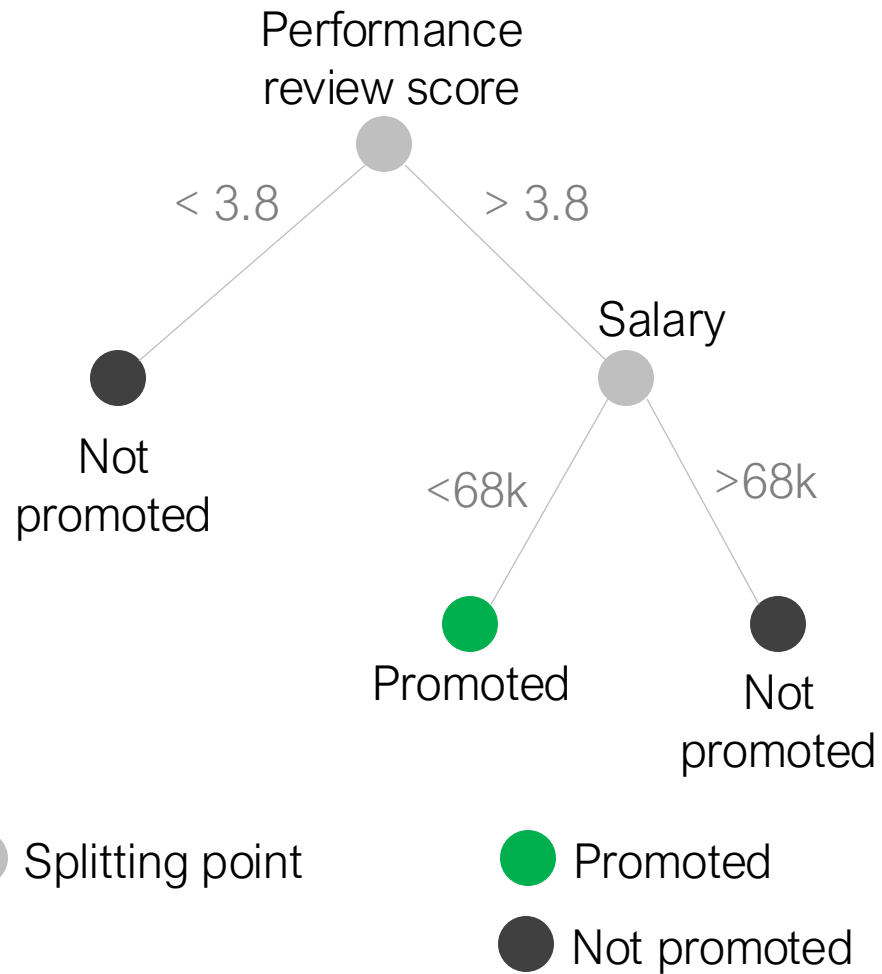 Performance
review score
< 3.8
> 3.8
Salary
Not
promoted
<68k
>68k
Promoted
Not
promoted
Splitting point
Promoted
Not promoted